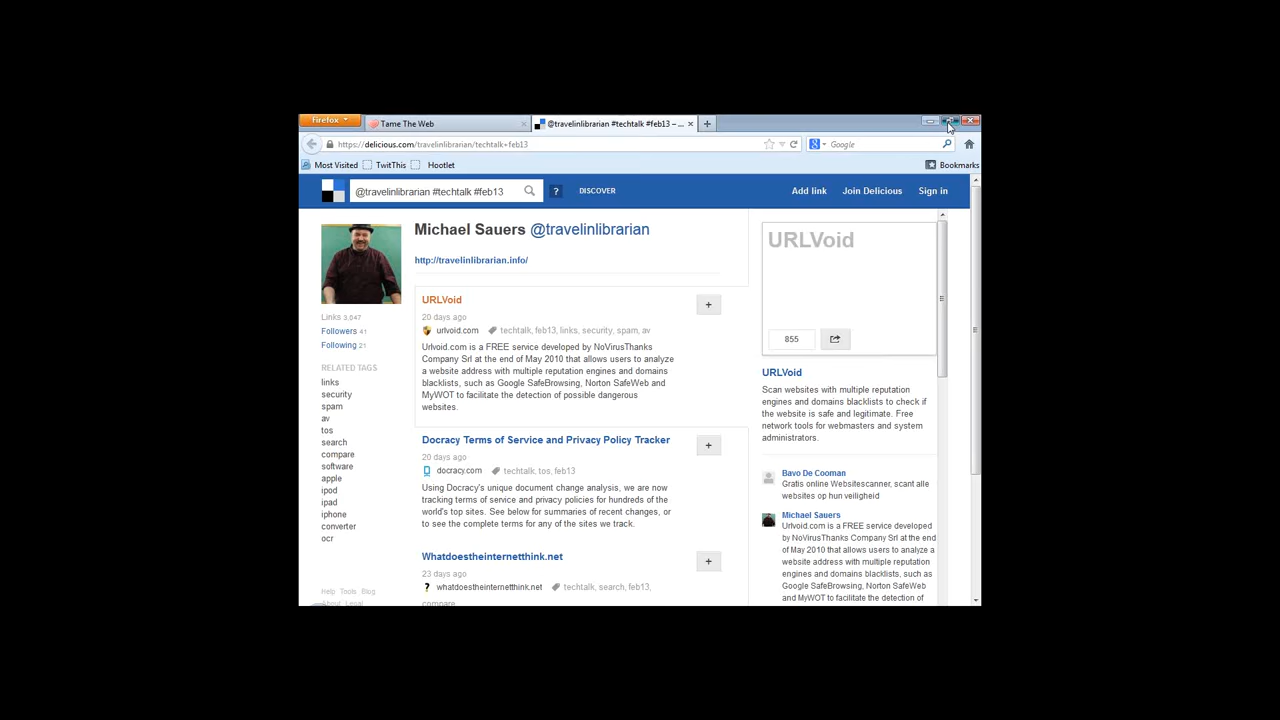 Firefox
Tame The Web
@travelinlibrarian #techtalk #feb13 – ...
https://delicious.com/travelinlibrarian/techtalk+feb13
Google
Most Visited
TwitThis
Hootlet
Bookmarks
@travelinlibrarian #techtalk #feb13
?
DISCOVER
Add link
Join Delicious
Sign in
Michael Sauers @travelinlibrarian
http://travelinlibrarian.info/
Links 3,047
Followers 41
Following 21
RELATED TAGS
links
security
spam
av
tos
search
compare
software
apple
ipod
ipad
iphone
converter
ocr
Help Tools Blog
About Legal
URLVoid
20 days ago
urlvoid.com
techtalk, feb13, links, security, spam, av
Urlvoid.com is a FREE service developed by NoVirusThanks
Company Srl at the end of May 2010 that allows users to analyze
a website address with multiple reputation engines and domains
blacklists, such as Google SafeBrowsing, Norton SafeWeb and
MyWOT to facilitate the detection of possible dangerous
websites.
Docracy Terms of Service and Privacy Policy Tracker
20 days ago
docracy.com
techtalk, tos, feb13
Using Docracy's unique document change analysis, we are now
tracking terms of service and privacy policies for hundreds of the
world's top sites. See below for summaries of recent changes, or
to see the complete terms for any of the sites we track.
Whatdoestheinternetthink.net
23 days ago
whatdoestheinternetthink.net
techtalk, search, feb13,
compare
URLVoid
855
URLVoid
Scan websites with multiple reputation
engines and domains blacklists to check if
the website is safe and legitimate. Free
network tools for webmasters and system
administrators.
Bavo De Cooman
Gratis online Websitescanner, scant alle
websites op hun veiligheid
Michael Sauers
Urlvoid.com is a FREE service developed
by NoVirusThanks Company Srl at the end
of May 2010 that allows users to analyze a
website address with multiple reputation
engines and domains blacklists, such as
Google SafeBrowsing, Norton SafeWeb
and MyWOT to facilitate the detection of